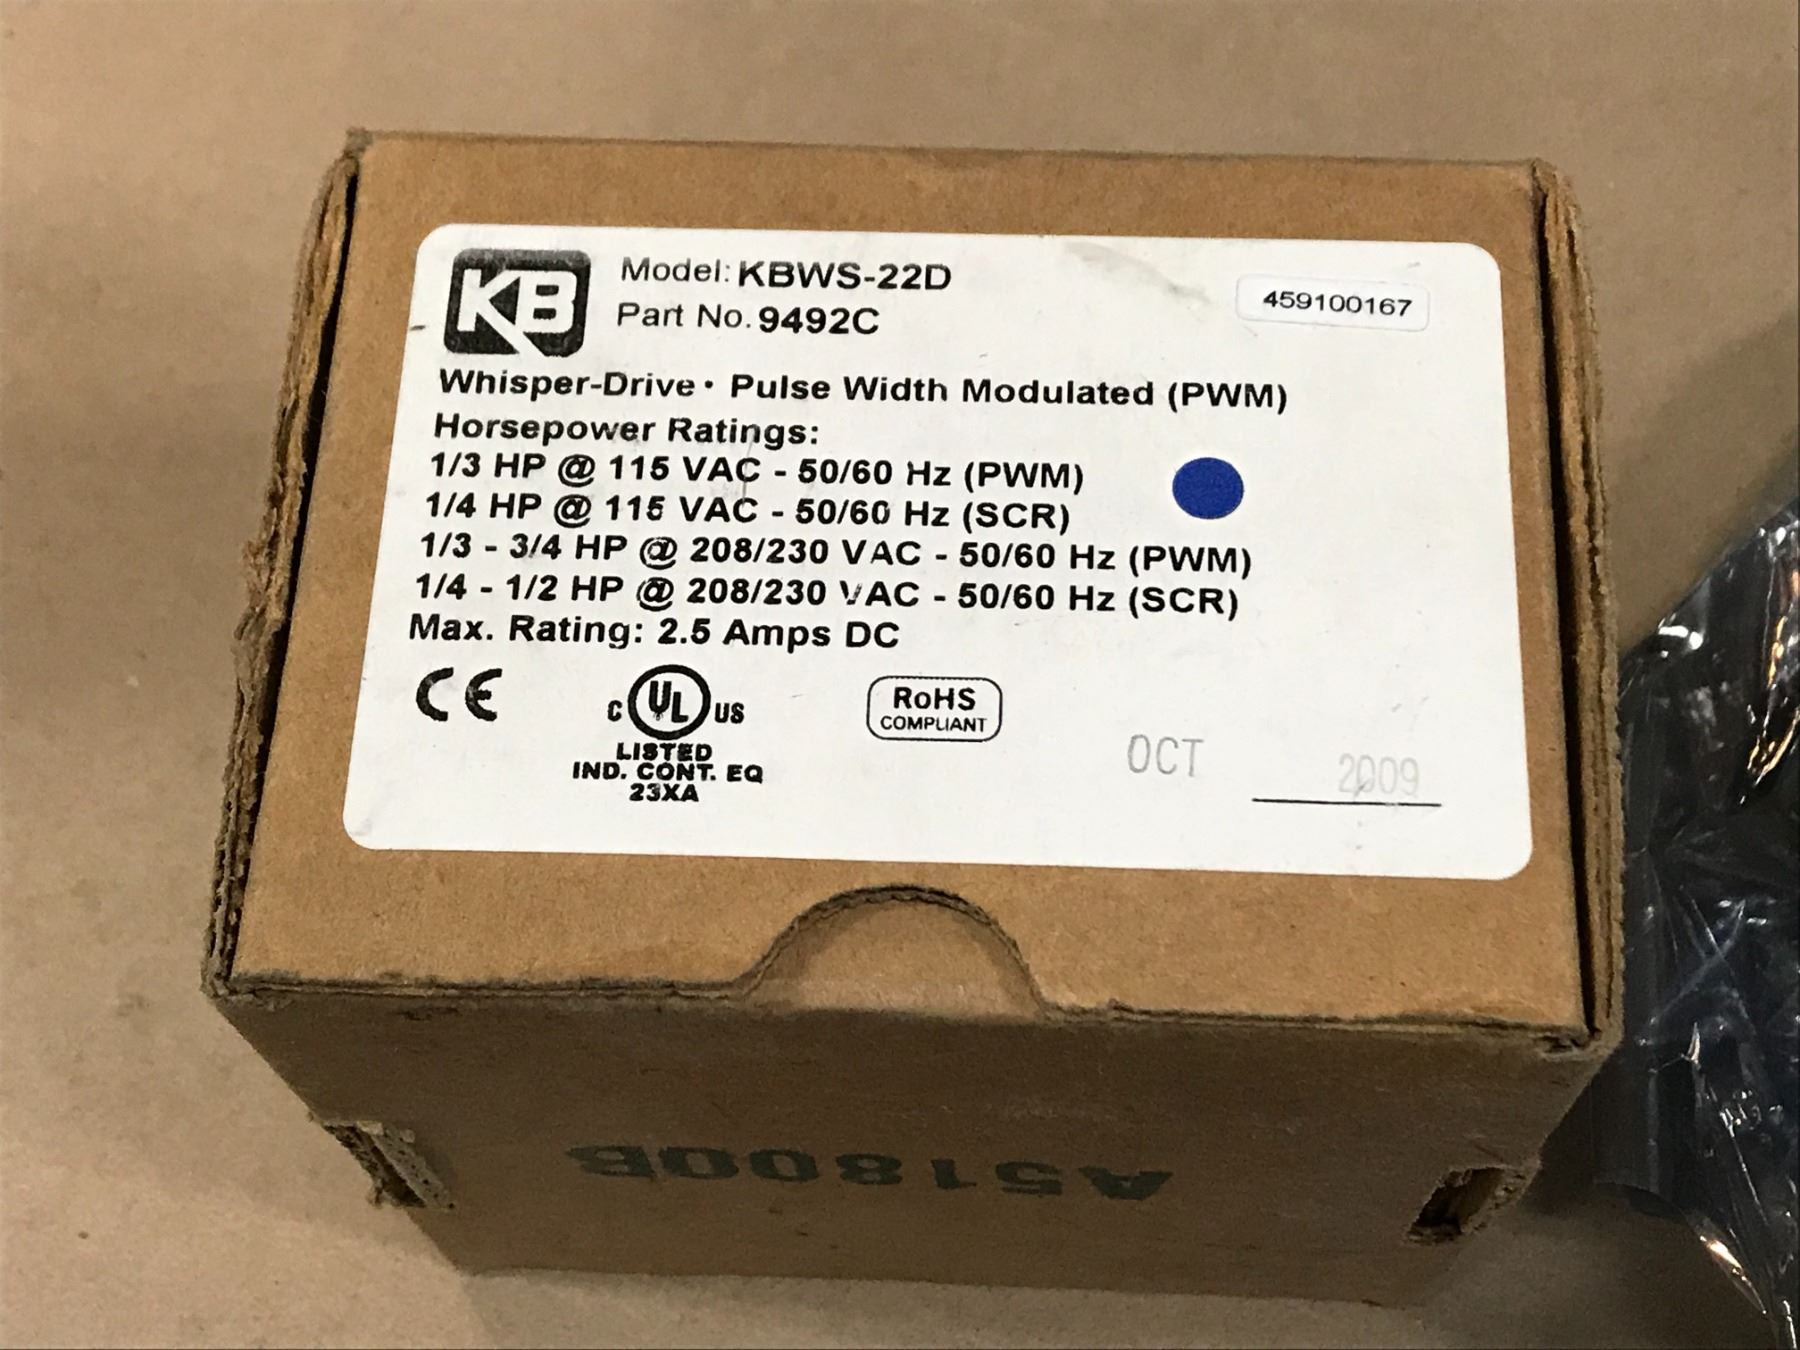 KB
Model: KBWS-22D
Part No. 9492C
459100167
Whisper-Drive • Pulse Width Modulated (PWM)
Horsepower Ratings:
1/3 HP @ 115 VAC - 50/60 Hz (PWM)
1/4 HP @ 115 VAC - 50/60 Hz (SCR)
1/3 - 3/4 HP @ 208/230 VAC - 50/60 Hz (PWM)
1/4 - 1/2 HP @ 208/230 VAC - 50/60 Hz (SCR)
Max. Rating: 2.5 Amps DC
CE
C UL US
LISTED
IND. CONT. EQ
23XA
RoHS
COMPLIANT
OCT 2009
A51800B